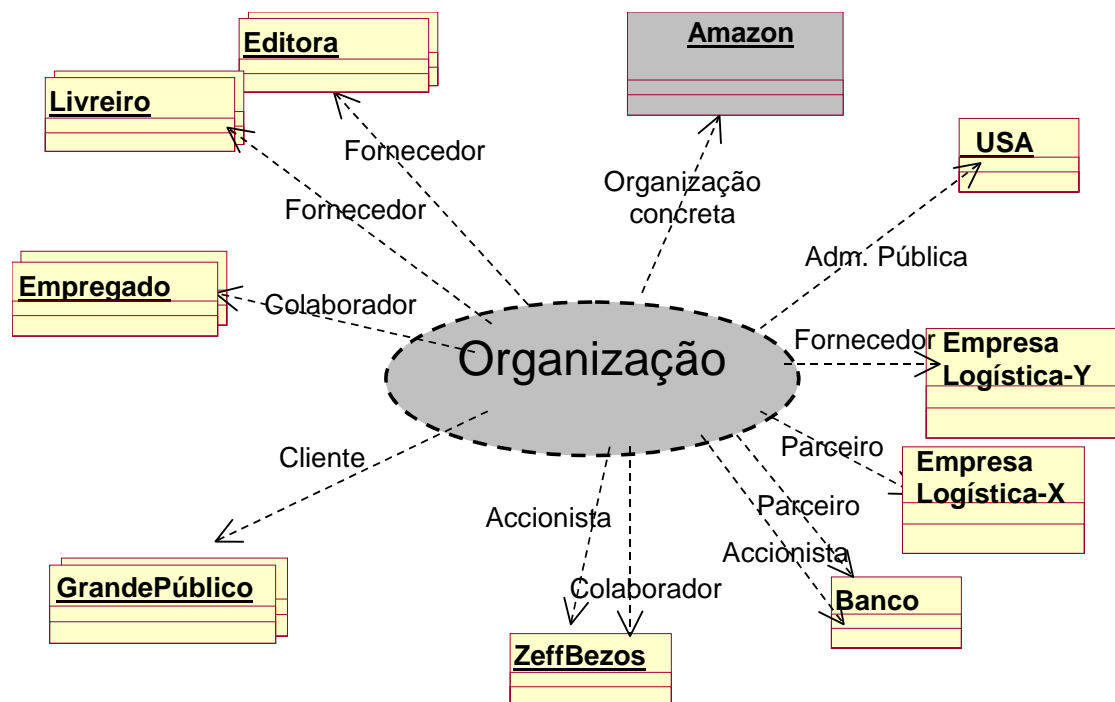 Editora
Amazon
Livreiro
USA
Fornecedor
Fornecedor
Organização
concreta
Adm. Pública
Empregado
Colaborador
Organização
Fornecedor
Empresa
Logística-Y
Cliente
Parceiro
Empresa
Logística-X
Accionista
Parceiro
Accionista
GrandePúblico
Colaborador
Banco
ZeffBezos